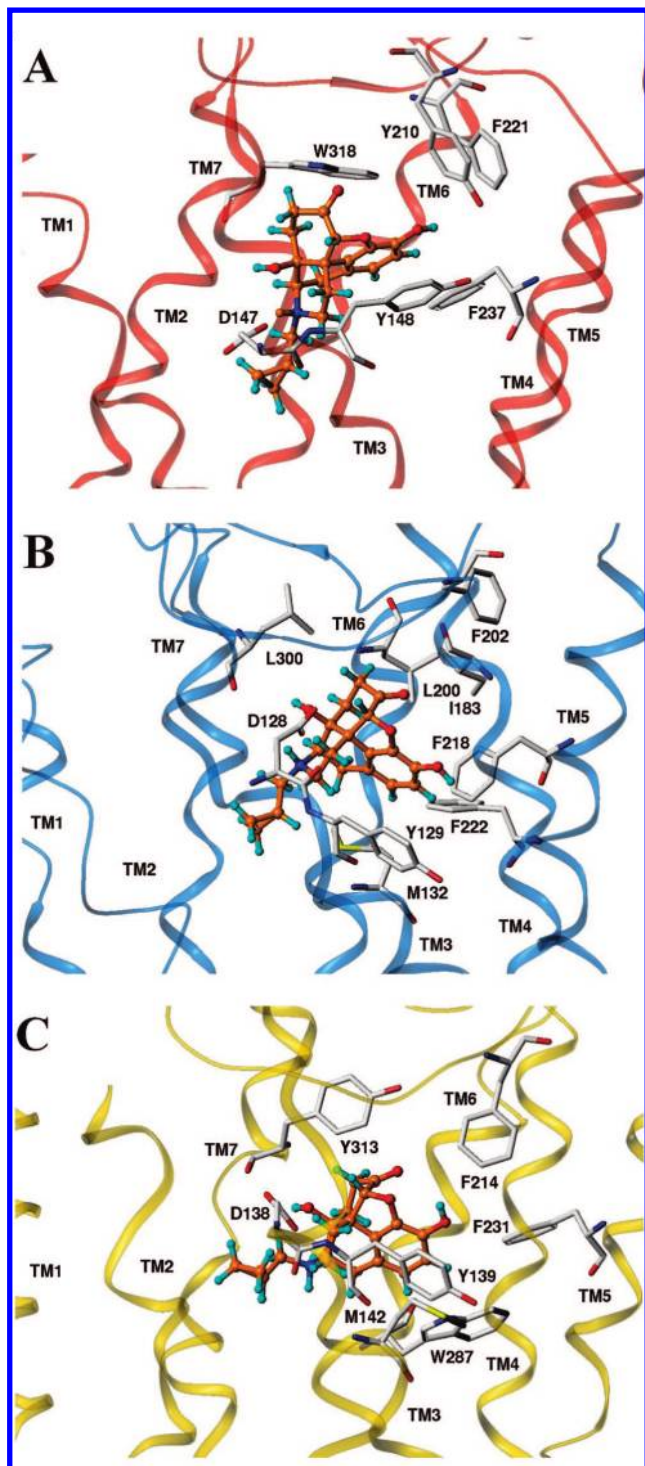 A
Y210
F221
W318
TM7
TM6
TM1
TM2
D147
Y148
F237
TM5
TM4
TM3
B
F202
TM6
TM7
L300
L200
I183
D128
TM5
F218
F222
TM1
Y129
TM2
M132
TM4
TM3
C
TM6
Y313
TM7
F214
D138
F231
TM1
TM2
Y139
TM5
M142
W287
TM4
TM3